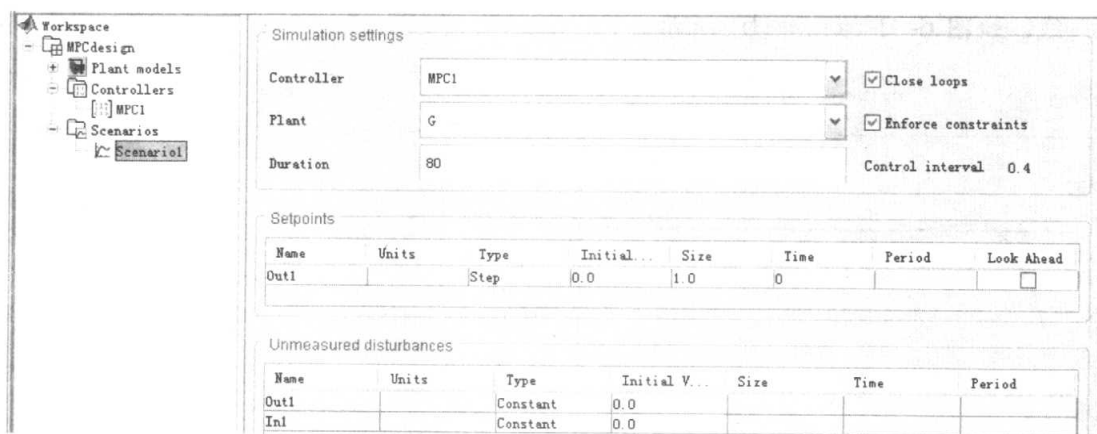 Workspace
MPCdesign
Plant models
Controllers
MPC1
Scenarios
Scenario1
Simulation settings
Controller MPC1 Close loops
Plant G Enforce constraints
Duration 80 Control interval 0.4
Setpoints
Name Units Type Initial... Size Time Period Look Ahead
Out1 Step 0.0 1.0 0
Unmeasured disturbances
Name Units Type Initial V... Size Time Period
Out1 Constant 0.0
In1 Constant 0.0